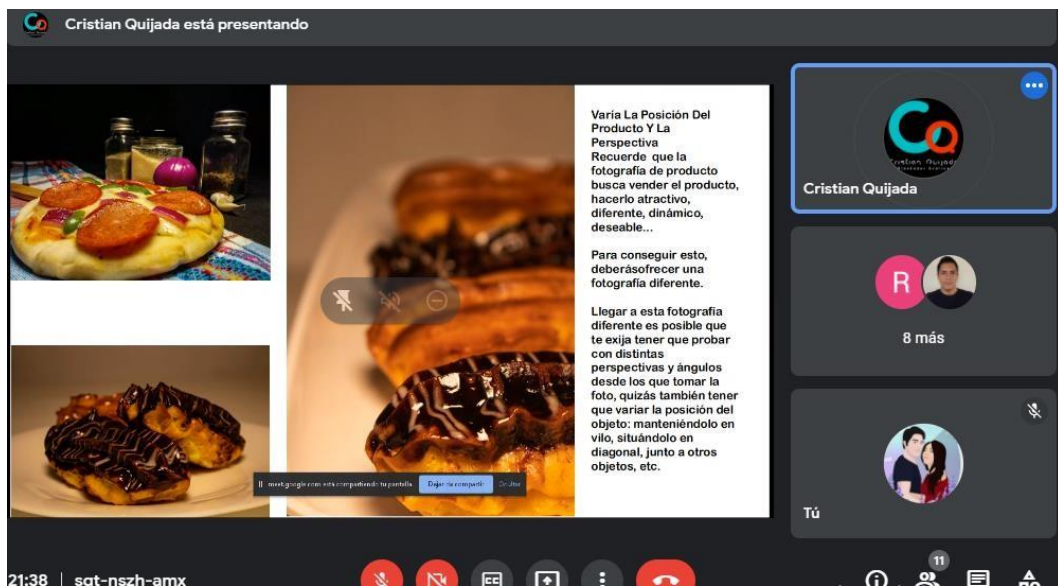 Cristian Quijada está presentando
Varía La Posición Del
Producto Y La
Perspectiva
Recuerde que la
fotografía de producto
busca vender el producto,
hacerlo atractivo,
diferente, dinámico,
deseable...
Para conseguir esto,
deberásofrecer una
fotografía diferente.
Llegar a esta fotografía
diferente es posible que
te exija tener que probar
con distintas
perspectivas y ángulos
desde los que tomar la
foto, quizás también tener
que variar la posición del
objeto: manteniéndolo en
vilo, situándolo en
diagonal, junto a otros
objetos, etc.
meet.google.com está compartiendo tu pantalla. Dejar de compartir Ocultar
Cristian Quijada
Cristian Quijada
R
8 más
Tú
21:38 | sqt-nszh-amx
CC
11